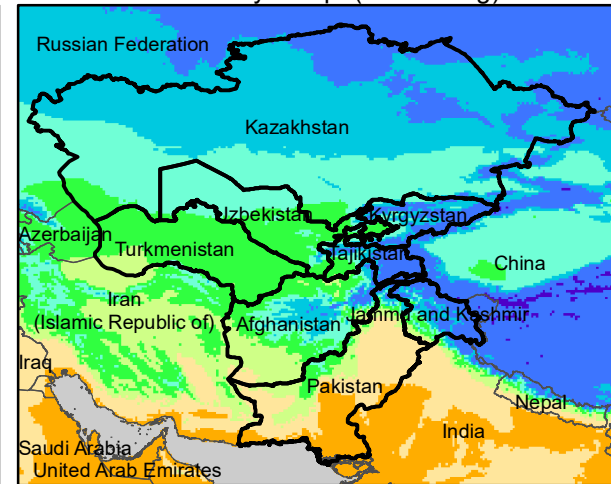 Russian Federation
Kazakhstan
Uzbekistan
Kyrgyzstan
Azerbaijan
Turkmenistan
Tajikistan
China
Iran
(Islamic Republic of)
Afghanistan
Jammu and Kashmir
Iraq
Pakistan
Nepal
India
Saudi Arabia
United Arab Emirates